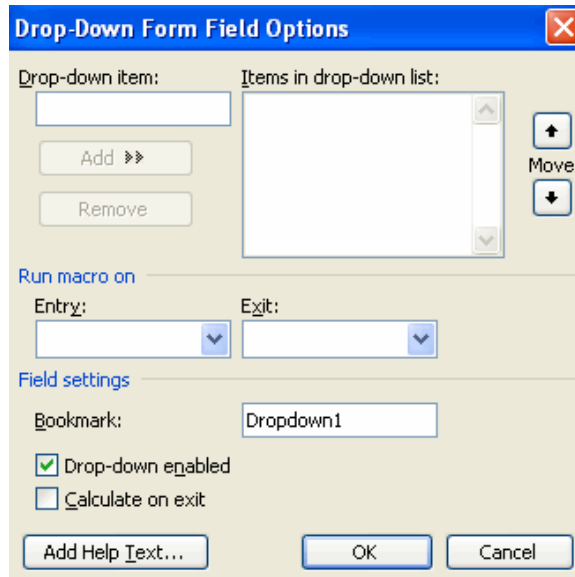 Drop-Down Form Field Options
Drop-down item:
Items in drop-down list:
Add
Remove
Move
Run macro on
Entry:
Exit:
Field settings
Bookmark:
Dropdown1
Drop-down enabled
Calculate on exit
Add Help Text...
OK
Cancel